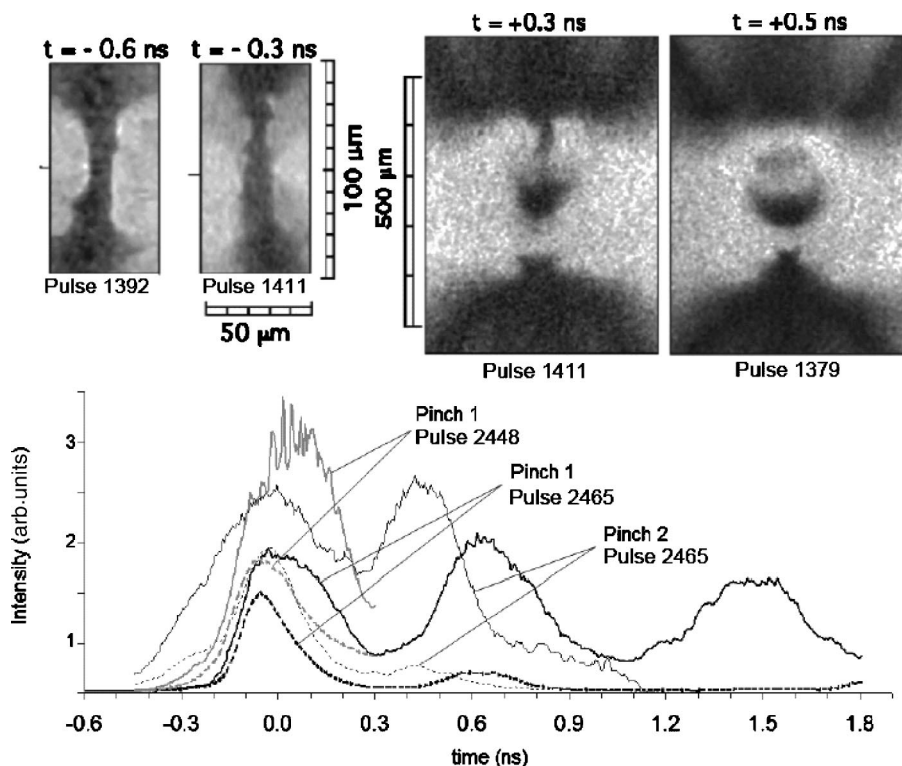 t = - 0.6 ns
t = - 0.3 ns
t = +0.3 ns
t = +0.5 ns
100 μm
500 μm
Pulse 1392
Pulse 1411
50 μm
Pulse 1411
Pulse 1379
Intensity (arb.units)
3
2
1
Pinch 1
Pulse 2448
Pinch 1
Pulse 2465
Pinch 2
Pulse 2465
-0.6 -0.3 0.0 0.3 0.6 0.9 1.2 1.5 1.8
time (ns)